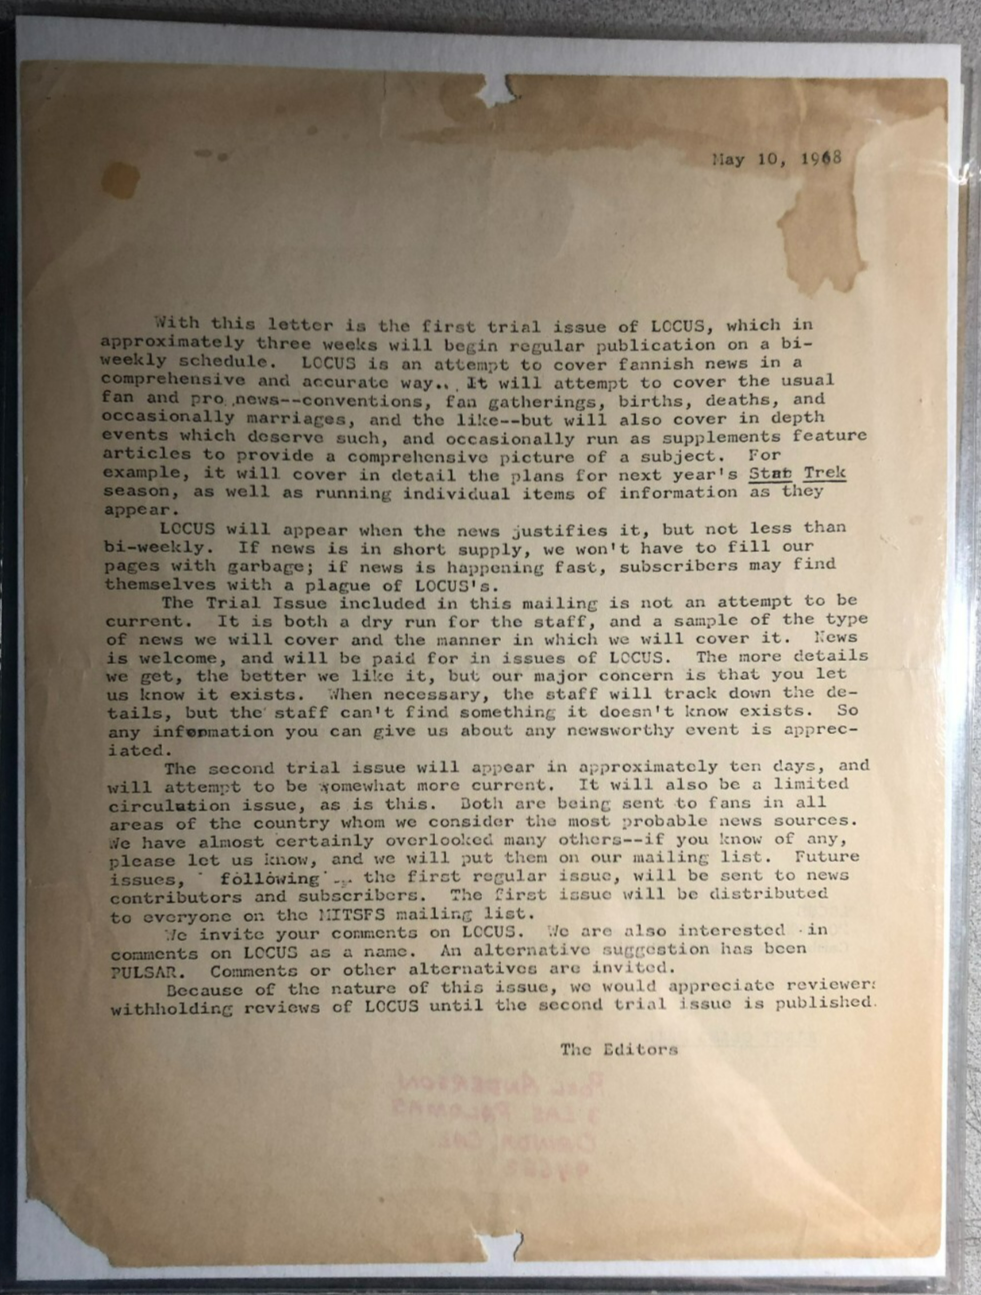 May 10, 1968
With this letter is the first trial issue of LOCUS, which in
approximately three weeks will begin regular publication on a bi-
weekly schedule. LOCUS is an attempt to cover fannish news in a
comprehensive and accurate way... It will attempt to cover the usual
fan and pro news--conventions, fan gatherings, births, deaths, and
occasionally marriages, and the like--but will also cover in depth
events which deserve such, and occasionally run as supplements feature
articles to provide a comprehensive picture of a subject. For
example, it will cover in detail the plans for next year's Star Trek
season, as well as running individual items of information as they
appear.
LOCUS will appear when the news justifies it, but not less than
bi-weekly. If news is in short supply, we won't have to fill our
pages with garbage; if news is happening fast, subscribers may find
themselves with a plague of LOCUS's.
The Trial Issue included in this mailing is not an attempt to be
current. It is both a dry run for the staff, and a sample of the type
of news we will cover and the manner in which we will cover it. News
is welcome, and will be paid for in issues of LOCUS. The more details
we get, the better we like it, but our major concern is that you let
us know it exists. When necessary, the staff will track down the de-
tails, but the staff can't find something it doesn't know exists. So
any information you can give us about any newsworthy event is apprec-
iated.
The second trial issue will appear in approximately ten days, and
will attempt to be somewhat more current. It will also be a limited
circulation issue, as is this. Both are being sent to fans in all
areas of the country whom we consider the most probable news sources.
We have almost certainly overlooked many others--if you know of any,
please let us know, and we will put them on our mailing list. Future
issues, following the first regular issue, will be sent to news
contributors and subscribers. The first issue will be distributed
to everyone on the MITSFS mailing list.
We invite your comments on LOCUS. We are also interested in
comments on LOCUS as a name. An alternative suggestion has been
PULSAR. Comments or other alternatives are invited.
Because of the nature of this issue, we would appreciate reviewers
withholding reviews of LOCUS until the second trial issue is published.
The Editors
POUL ANDERSON
3 LAS PALOMAS
ORINDA CAL.